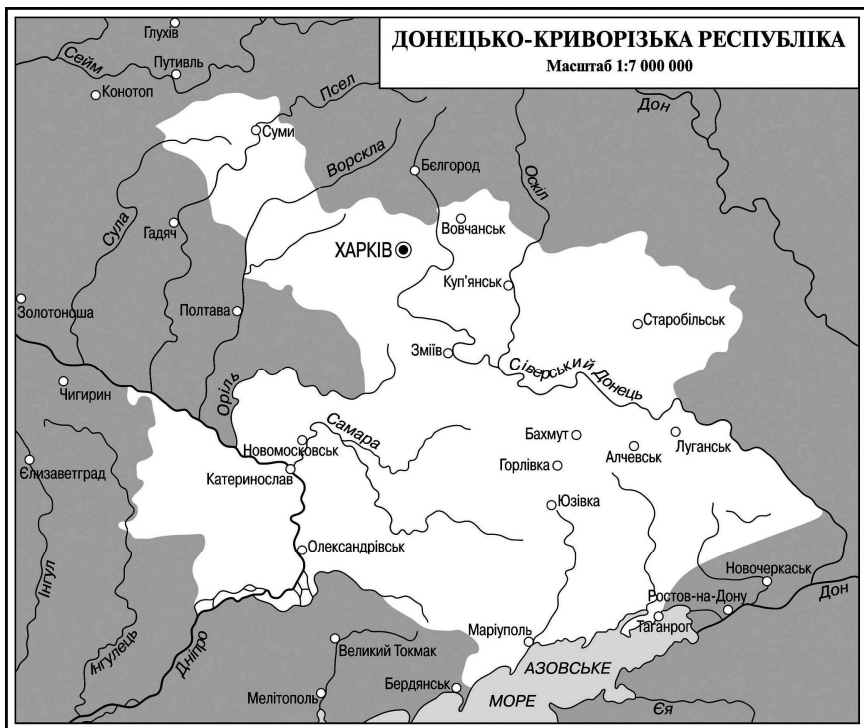 ДОНЕЦЬКО-КРИВОРІЗЬКА РЕСПУБЛІКА
Масштаб 1:7 000 000
Глухів
Сейм
Путивль
Конотоп
Псел
Суми
Дон
Ворскла
Бєлгород
Оскіл
Сула
Гадяч
Вовчанськ
ХАРКІВ
Куп'янськ
Золотоноша
Полтава
Старобільськ
Зміїв
Сіверський Донець
Чигирин
Оріль
Самара
Новомосковськ
Бахмут
Луганськ
Алчевськ
Єлизаветград
Катеринослав
Горлівка
Юзівка
Олександрівськ
Інгул
Новочеркаськ
Ростов-на-Дону
Дон
Таганрог
Інгулець
Дніпро
Маріуполь
Великий Токмак
АЗОВСЬКЕ
МОРЕ
Мелітополь
Бердянськ
Єя